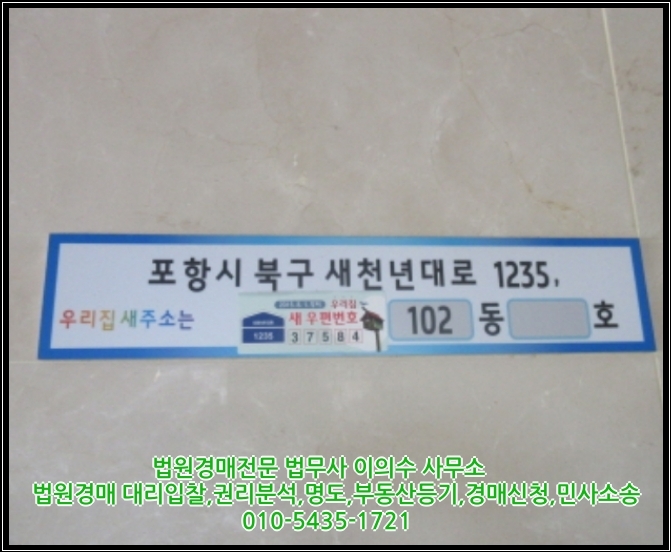 포항시 북구 새천년대로 1235,
우리집새주소는
우리집는
새 우편번호
1235
3 7 5 8 4
102 동 호
법원경매전문 법무사 이의수 사무소
법원경매 대리입찰,권리분석,명도,부동산등기,경매신청,민사소송
010-5435-1721